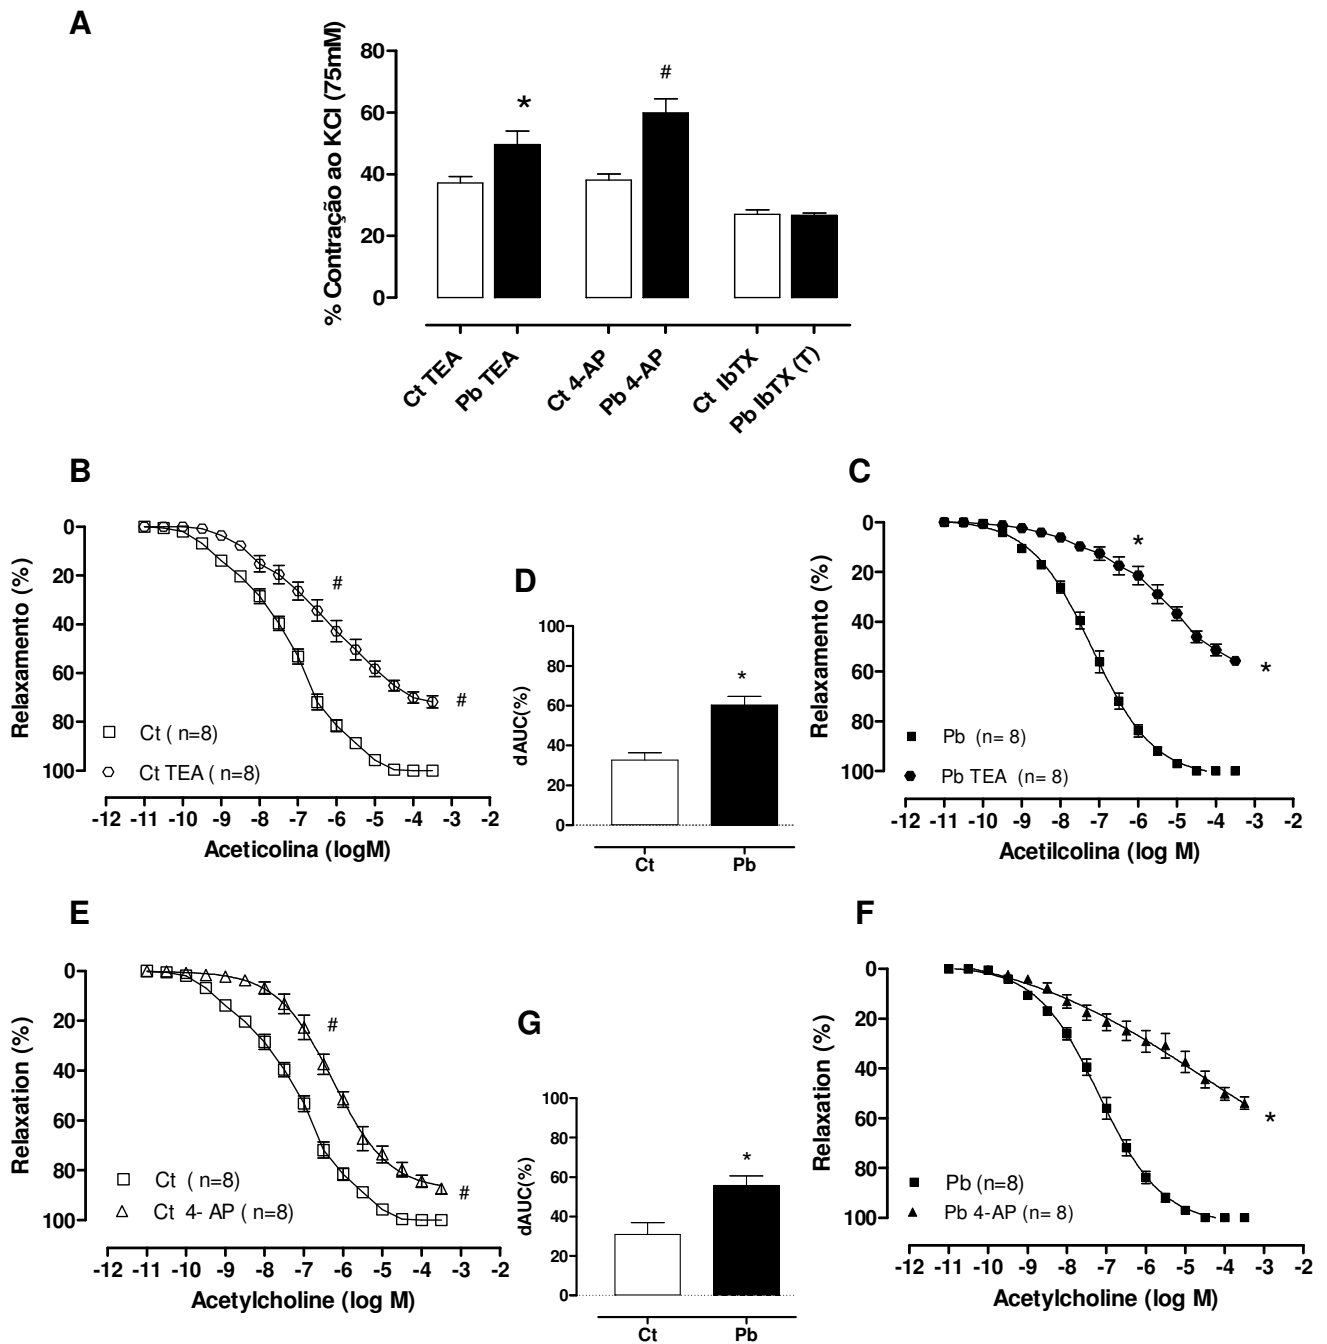 A
% Contração ao KCl (75mM)
80
60
40
20
0
*
#
Ct TEA
Pb TEA
Ct 4-AP
Pb 4-AP
Ct IbTX
Pb IbTX (T)
B
Relaxamento (%)
0
20
40
60
80
100
#
#
Ct ( n=8)
Ct TEA ( n=8)
-12 -11 -10 -9 -8 -7 -6 -5 -4 -3 -2
Aceticolina (logM)
D
dAUC(%)
100
80
60
40
20
0
*
Ct Pb
C
Relaxamento (%)
0
20
40
60
80
100
*
*
Pb (n= 8)
Pb TEA (n= 8)
-12 -11 -10 -9 -8 -7 -6 -5 -4 -3 -2
Acetilcolina (log M)
E
Relaxation (%)
0
20
40
60
80
100
#
#
Ct ( n=8)
Ct 4- AP ( n=8)
-12 -11 -10 -9 -8 -7 -6 -5 -4 -3 -2
Acetylcholine (log M)
G
dAUC(%)
100
80
60
40
20
0
*
Ct Pb
F
Relaxation (%)
0
20
40
60
80
100
*
Pb (n=8)
Pb 4-AP (n= 8)
-12 -11 -10 -9 -8 -7 -6 -5 -4 -3 -2
Acetylcholine (log M)